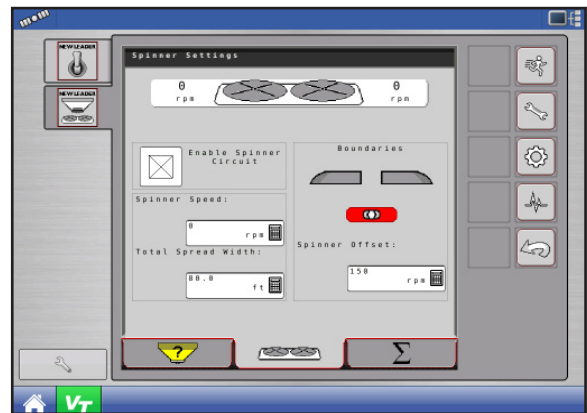 NEW LEADER
NEW LEADER
Spinner Settings
0
rpm
0
rpm
Enable Spinner
Circuit
Boundaries
Spinner Speed:
0
rpm
Total Spread Width:
80.0
ft
Spinner Offset:
150
rpm
?
Σ
VT